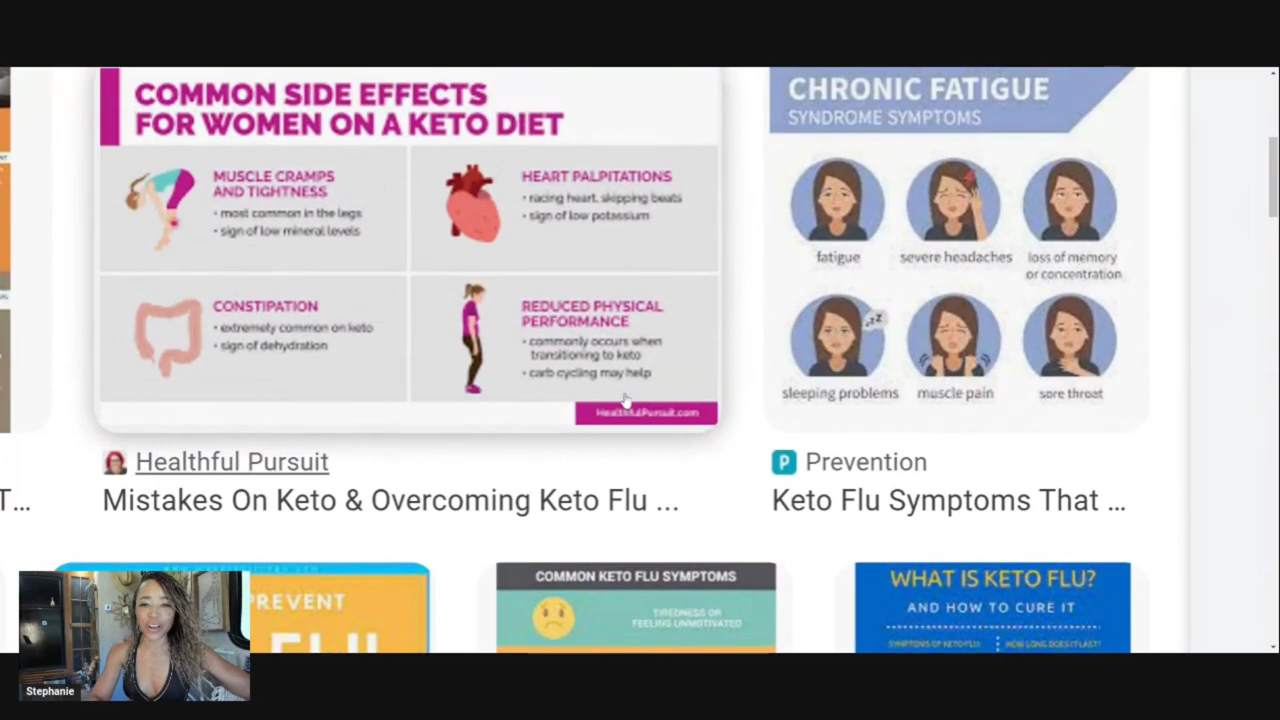 COMMON SIDE EFFECTS
FOR WOMEN ON A KETO DIET
MUSCLE CRAMPS
AND TIGHTNESS
• most common in the legs
• sign of low mineral levels
HEART PALPITATIONS
• racing heart, skipping beats
• sign of low potassium
CONSTIPATION
• extremely common on keto
• sign of dehydration
REDUCED PHYSICAL
PERFORMANCE
• commonly occurs when
transitioning to keto
• carb cycling may help
HealthfulPursuit.com
CHRONIC FATIGUE
SYNDROME SYMPTOMS
fatigue
severe headaches
loss of memory
or concentration
zzZ
sleeping problems
muscle pain
sore throat
T...
Healthful Pursuit
Mistakes On Keto & Overcoming Keto Flu ...
P Prevention
Keto Flu Symptoms That ...
PREVENT
COMMON KETO FLU SYMPTOMS
TIREDNESS OR
FEELING UNMOTIVATED
WHAT IS KETO FLU?
AND HOW TO CURE IT
SYMPTOMS OF KETO FLU
HOW LONG DOES IT LAST?
Stephanie